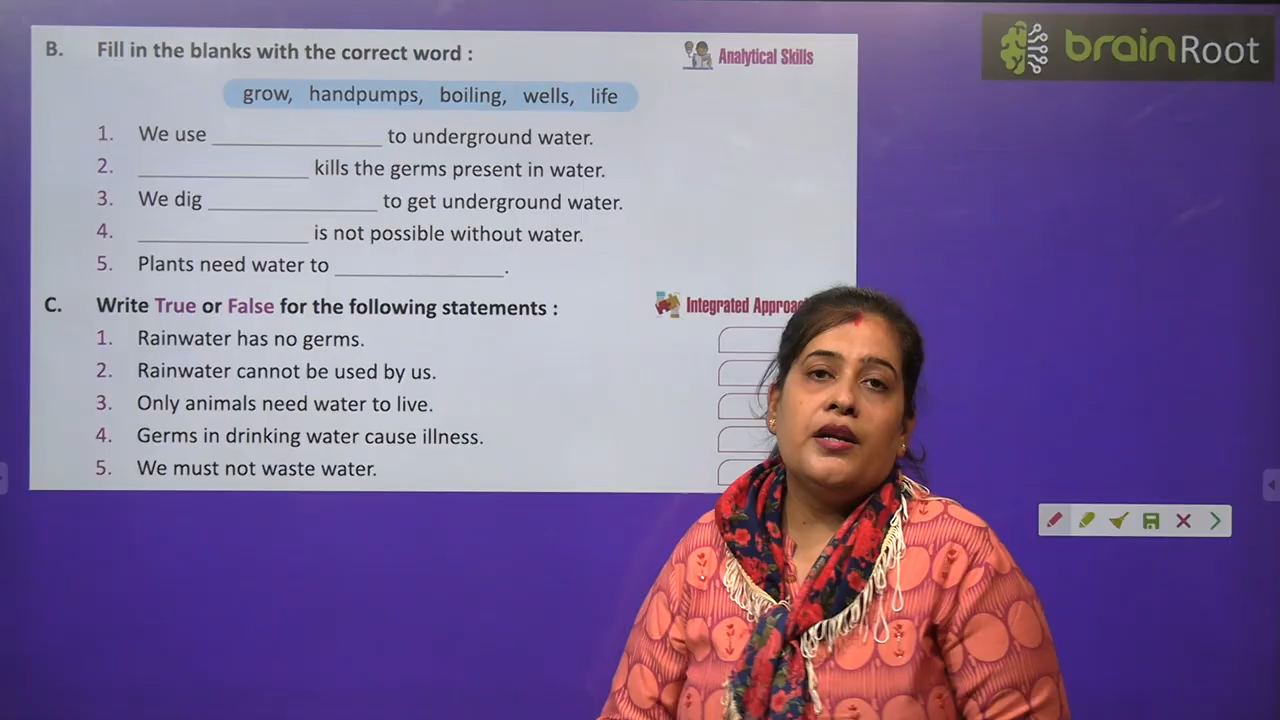 brainRoot
B. Fill in the blanks with the correct word :
Analytical Skills
grow, handpumps, boiling, wells, life
1. We use ________________ to underground water.
2. ________________ kills the germs present in water.
3. We dig ________________ to get underground water.
4. ________________ is not possible without water.
5. Plants need water to ________________.
C. Write True or False for the following statements :
Integrated
1. Rainwater has no germs.
2. Rainwater cannot be used by us.
3. Only animals need water to live.
4. Germs in drinking water cause illness.
5. We must not waste water.